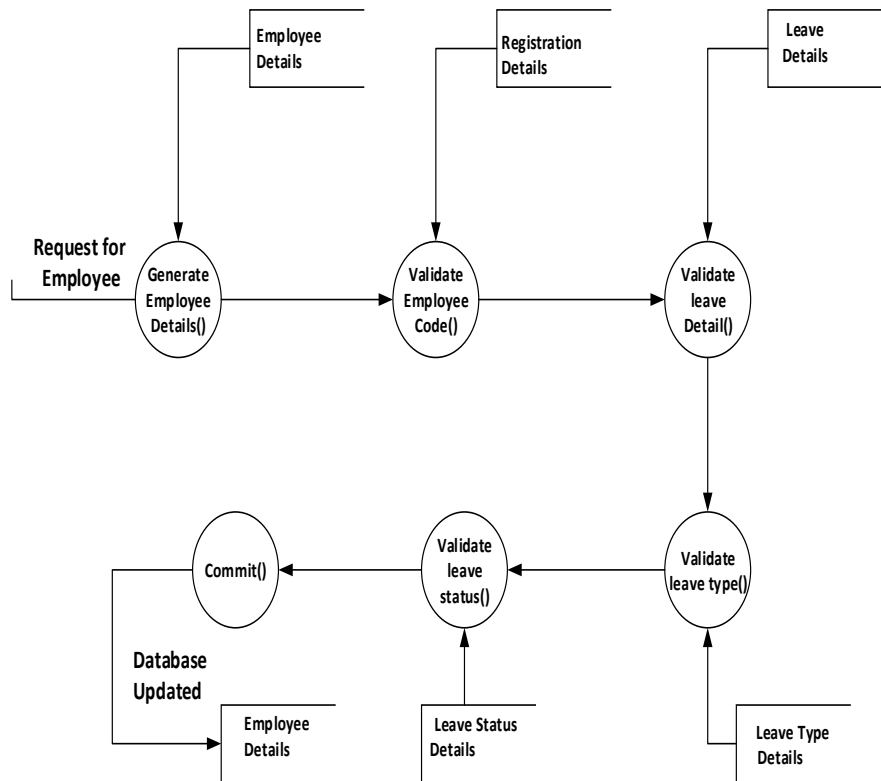 Employee
Details
Registration
Details
Leave
Details
Request for
Employee
Generate
Employee
Details()
Validate
Employee
Code()
Validate
leave
Detail()
Commit()
Validate
leave
status()
Validate
leave type()
Database
Updated
Employee
Details
Leave Status
Details
Leave Type
Details